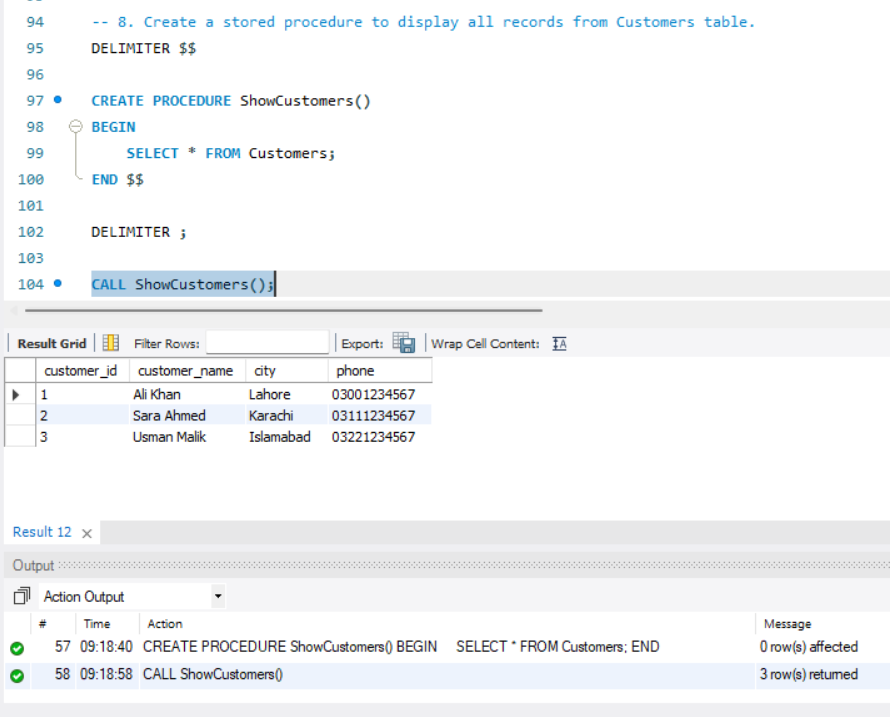 94 -- 8. Create a stored procedure to display all records from Customers table.
95 DELIMITER $$
96
97 CREATE PROCEDURE ShowCustomers()
98 BEGIN
99 SELECT * FROM Customers;
100 END $$
101
102 DELIMITER ;
103
104 CALL ShowCustomers();
Result Grid Filter Rows: Export: Wrap Cell Content: IA
customer_id customer_name city phone
1 Ali Khan Lahore 03001234567
2 Sara Ahmed Karachi 03111234567
3 Usman Malik Islamabad 03221234567
Result 12 ×
Output
Action Output
# Time Action Message
57 09:18:40 CREATE PROCEDURE ShowCustomers() BEGIN SELECT * FROM Customers; END 0 row(s) affected
58 09:18:58 CALL ShowCustomers() 3 row(s) returned